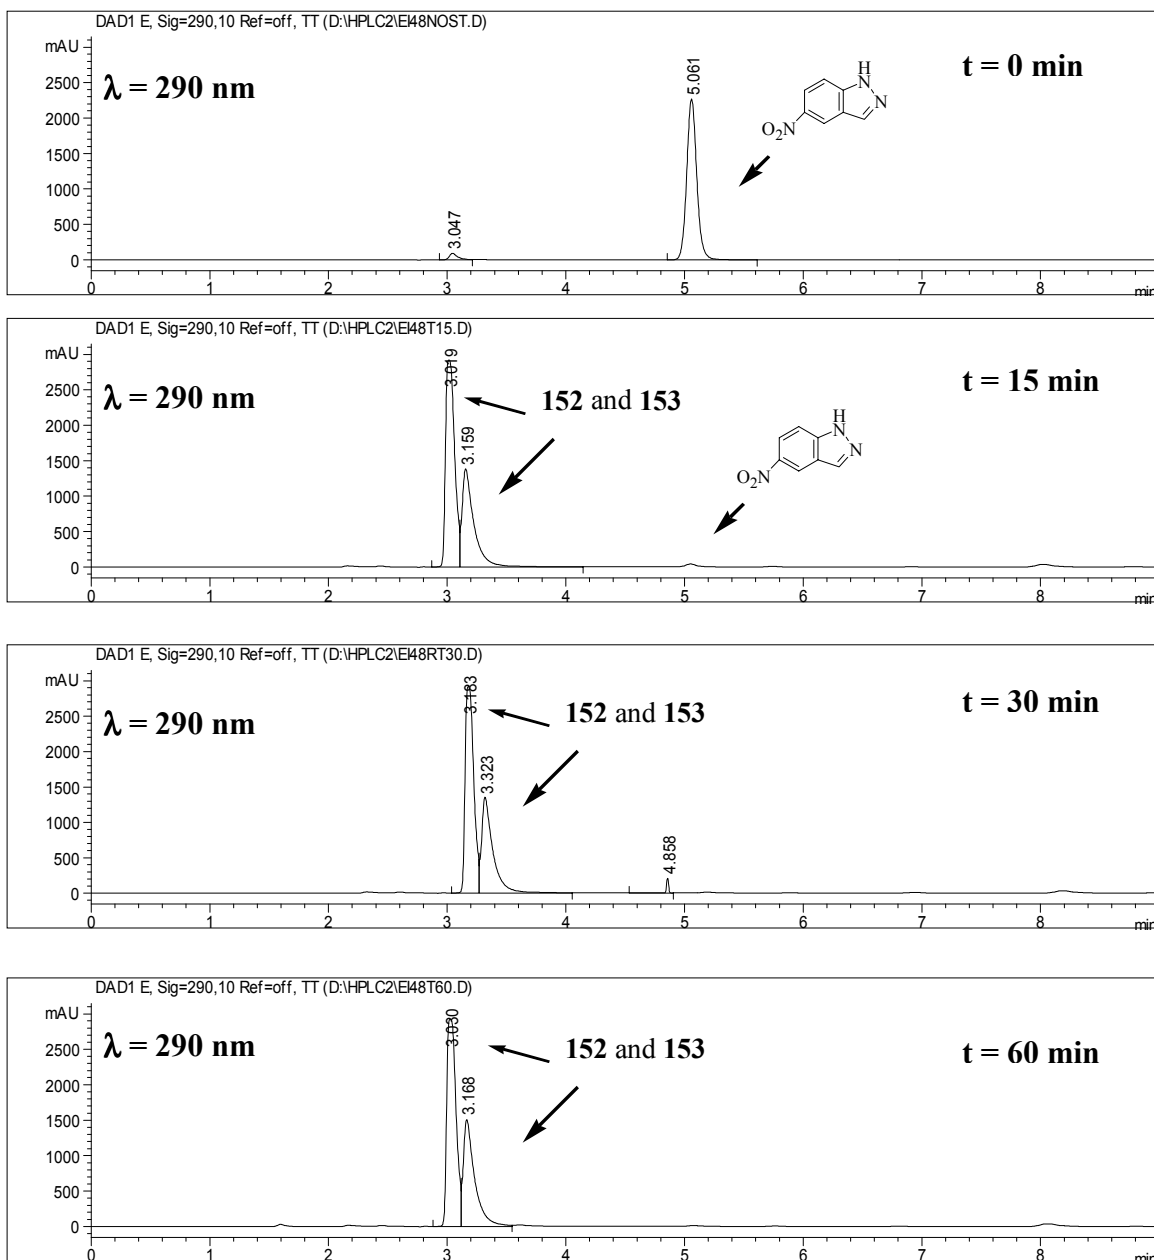 DAD1 E, Sig=290,10 Ref=off, TT (D:\HPLC2\EI48NOST.D)
mAU
λ = 290 nm
t = 0 min
5.061
3.047
H
N
N
O2N
2500
2000
1500
1000
500
0
0 1 2 3 4 5 6 7 8 min
DAD1 E, Sig=290,10 Ref=off, TT (D:\HPLC2\EI48T15.D)
mAU
λ = 290 nm
t = 15 min
3.019
3.159
152 and 153
H
N
N
O2N
2500
2000
1500
1000
500
0
0 1 2 3 4 5 6 7 8 min
DAD1 E, Sig=290,10 Ref=off, TT (D:\HPLC2\EI48RT30.D)
mAU
λ = 290 nm
t = 30 min
3.183
3.323
152 and 153
4.858
2500
2000
1500
1000
500
0
0 1 2 3 4 5 6 7 8 min
DAD1 E, Sig=290,10 Ref=off, TT (D:\HPLC2\EI48T60.D)
mAU
λ = 290 nm
t = 60 min
3.030
3.168
152 and 153
2500
2000
1500
1000
500
0
0 1 2 3 4 5 6 7 8 min